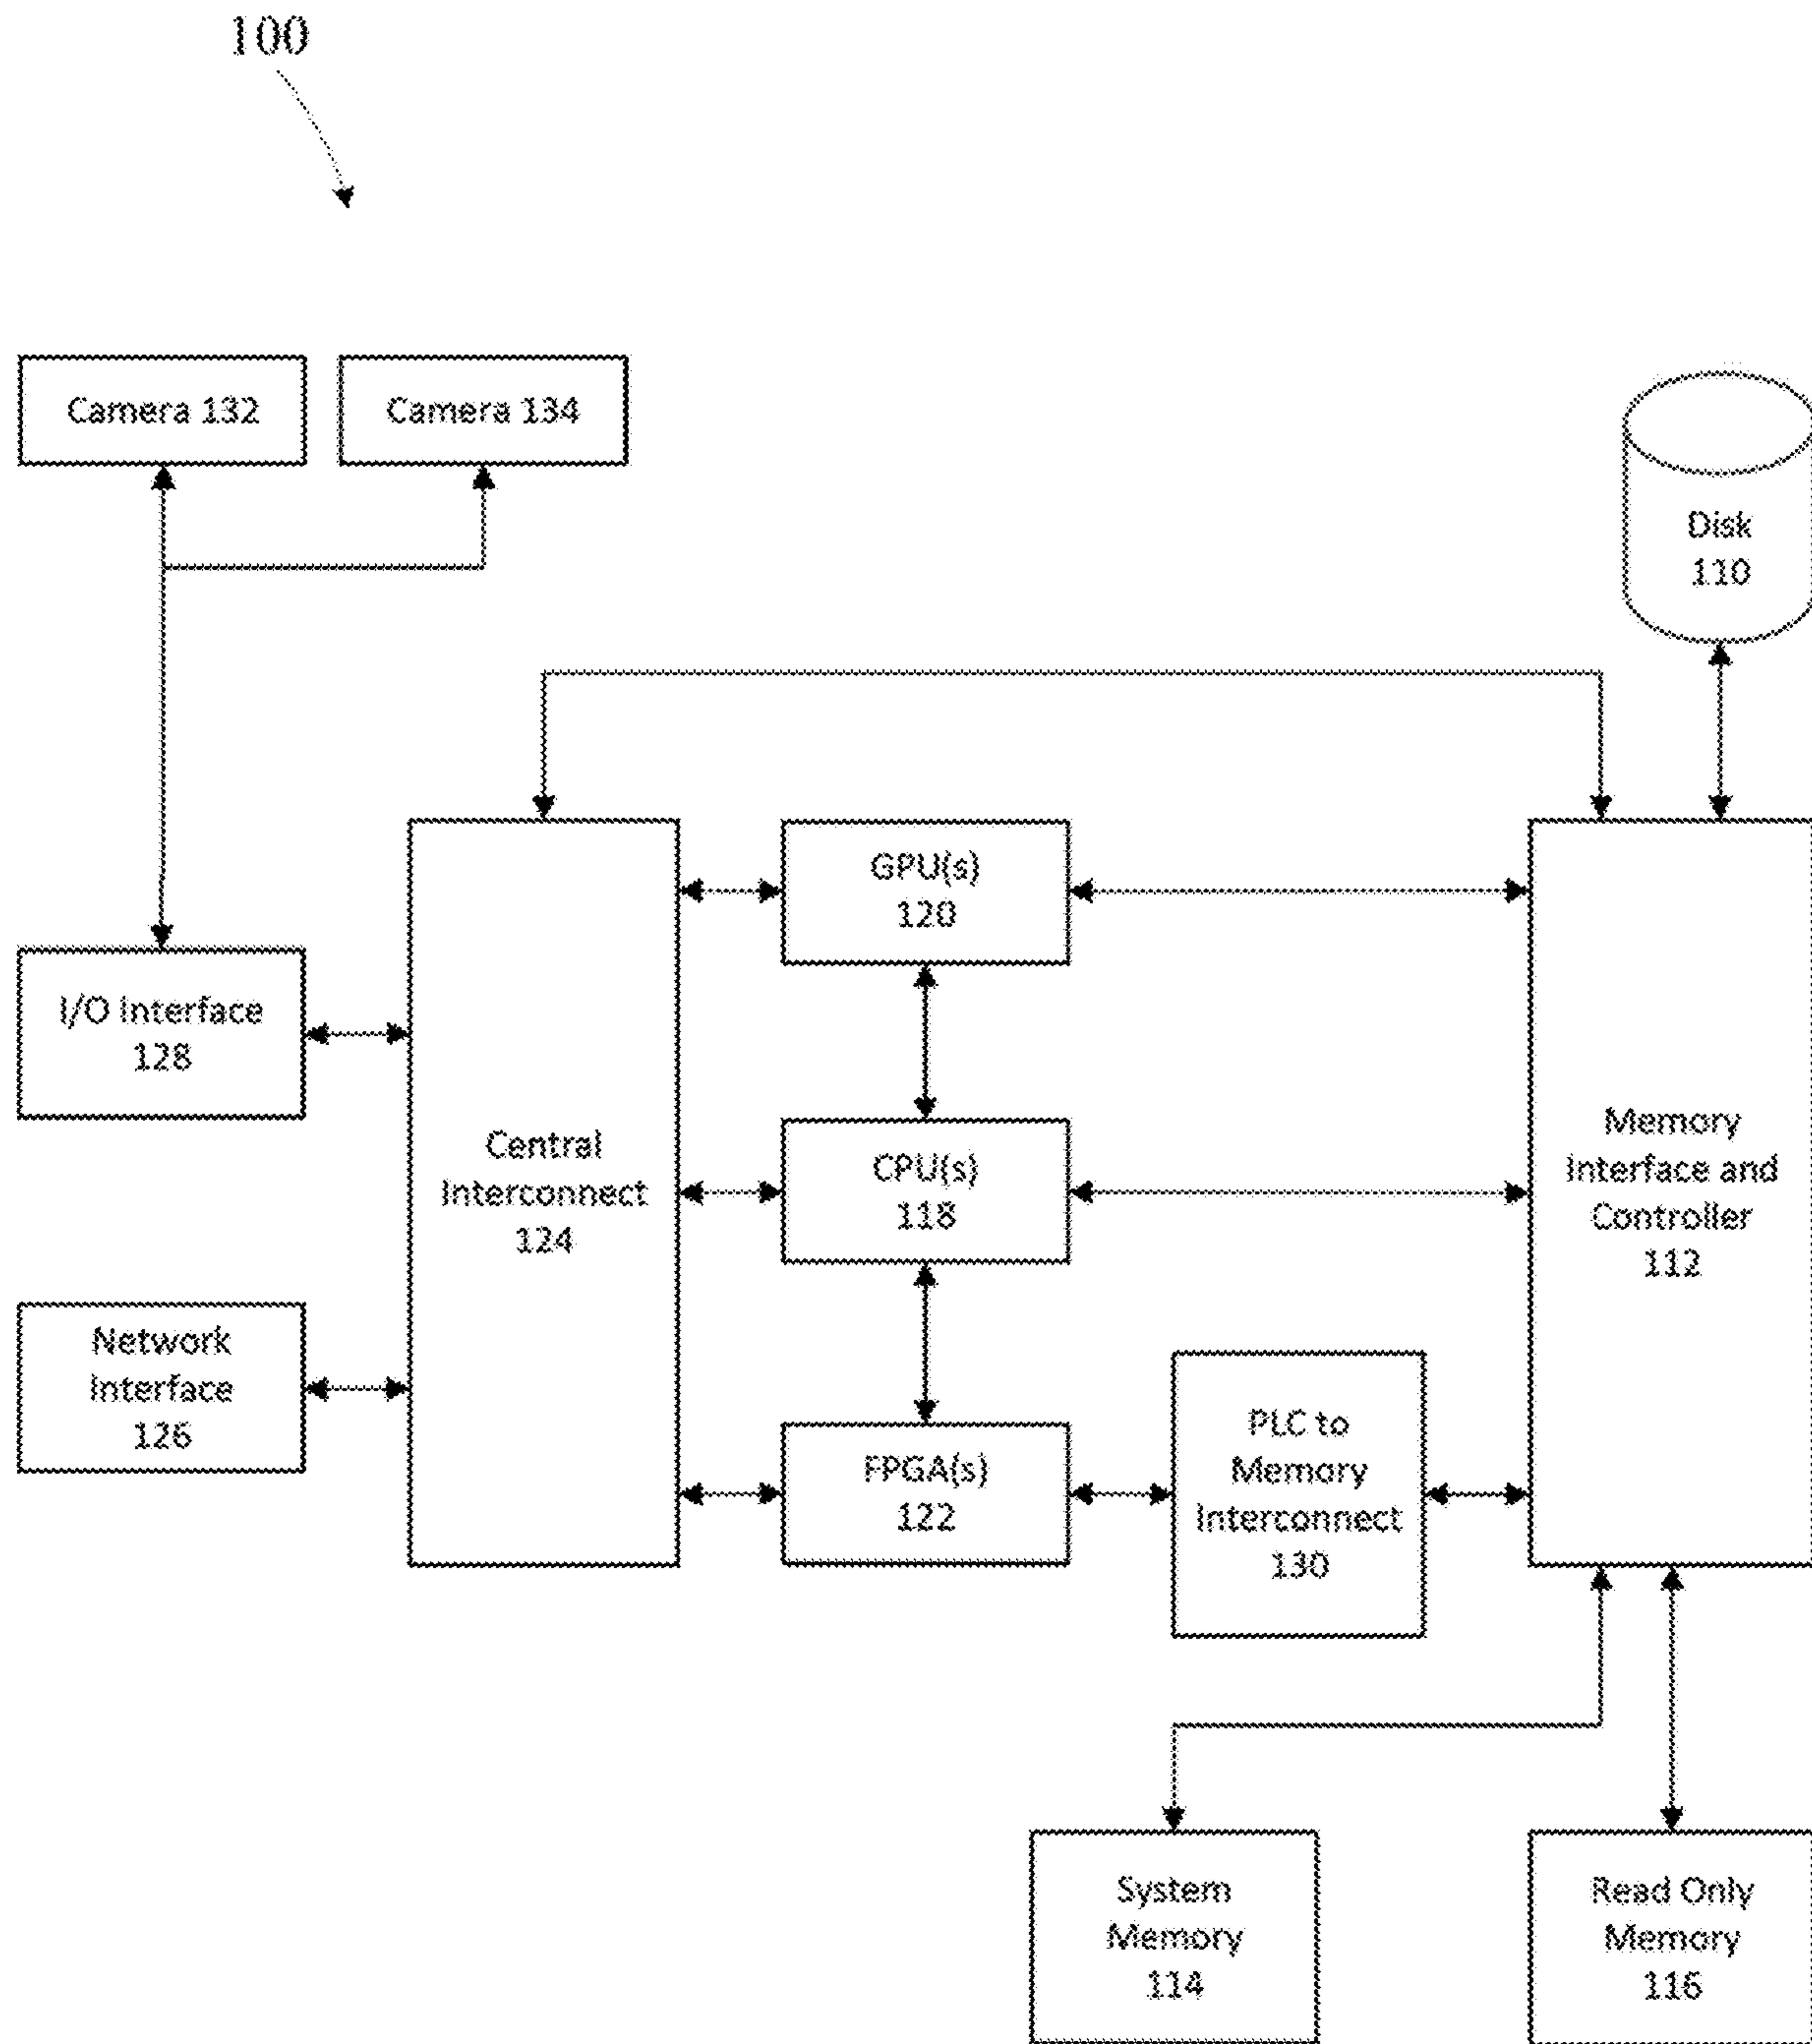 100
Camera 132
Camera 134
Disk
110
GPU(s)
120
I/O Interface
128
Central
Interconnect
124
CPU(s)
118
Memory
Interface and
Controller
112
Network
Interface
126
FPGA(s)
122
PLC to
Memory
Interconnect
130
System
Memory
114
Read Only
Memory
116